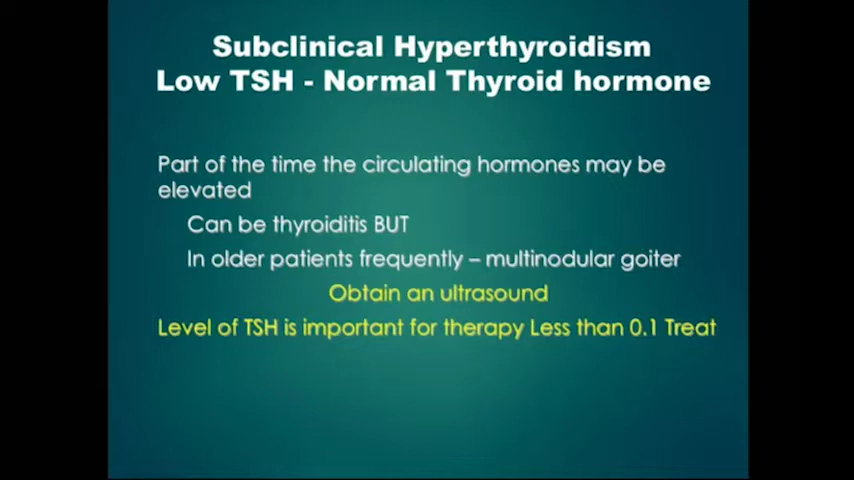 Subclinical Hyperthyroidism
Low TSH - Normal Thyroid hormone
Part of the time the circulating hormones may be
elevated
Can be thyroiditis BUT
In older patients frequently – multinodular goiter
Obtain an ultrasound
Level of TSH is important for therapy Less than 0.1 Treat